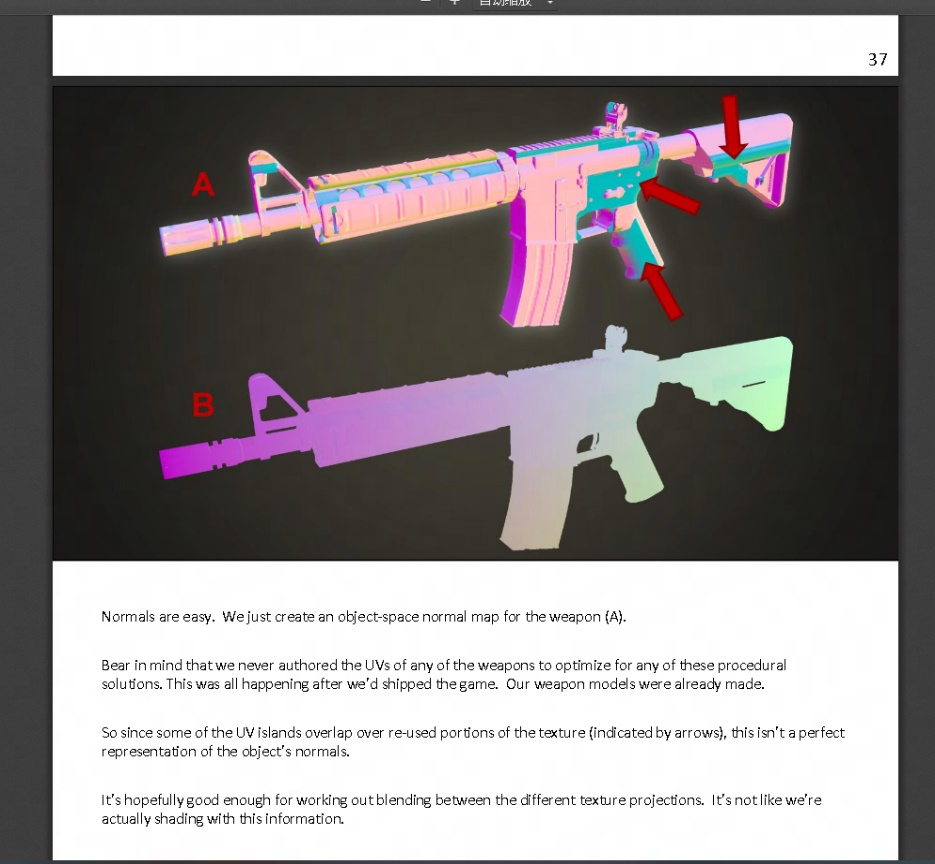 自动缩放
37
A
B
Normals are easy.  We just create an object-space normal map for the weapon (A).
Bear in mind that we never authored the UVs of any of the weapons to optimize for any of these procedural
solutions. This was all happening after we'd shipped the game.  Our weapon models were already made.
So since some of the UV islands overlap over re-used portions of the texture (indicated by arrows), this isn't a perfect
representation of the object's normals.
It's hopefully good enough for working out blending between the different texture projections.  It's not like we're
actually shading with this information.